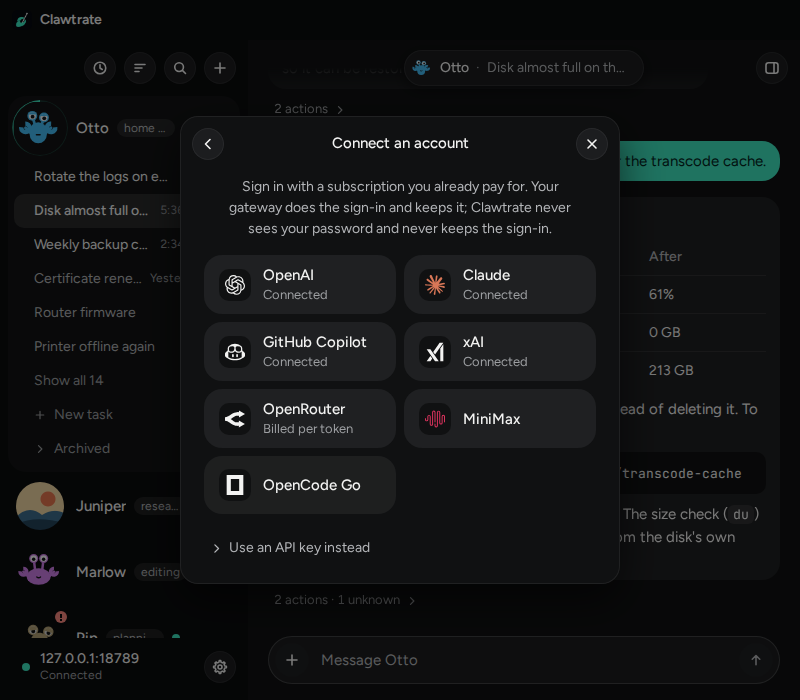 Clawtrate
Otto · Disk almost full on th...
2 actions
Otto
home ...
the transcode cache.
Rotate the logs on e...
Disk almost full o...
5:36
Weekly backup c...
2:34
Certificate rene...
Yeste
Router firmware
Printer offline again
Show all 14
+ New task
Archived
Juniper
resea...
Marlow
editing
Pip
planni...
127.0.0.1:18789
Connected
Connect an account
Sign in with a subscription you already pay for. Your
gateway does the sign-in and keeps it; Clawtrate never
sees your password and never keeps the sign-in.
OpenAI
Connected
Claude
Connected
GitHub Copilot
Connected
xAI
Connected
OpenRouter
Billed per token
MiniMax
OpenCode Go
Use an API key instead
After
61%
0 GB
213 GB
ead of deleting it. To
/transcode-cache
The size check ( du )
om the disk's own
2 actions · 1 unknown
Message Otto